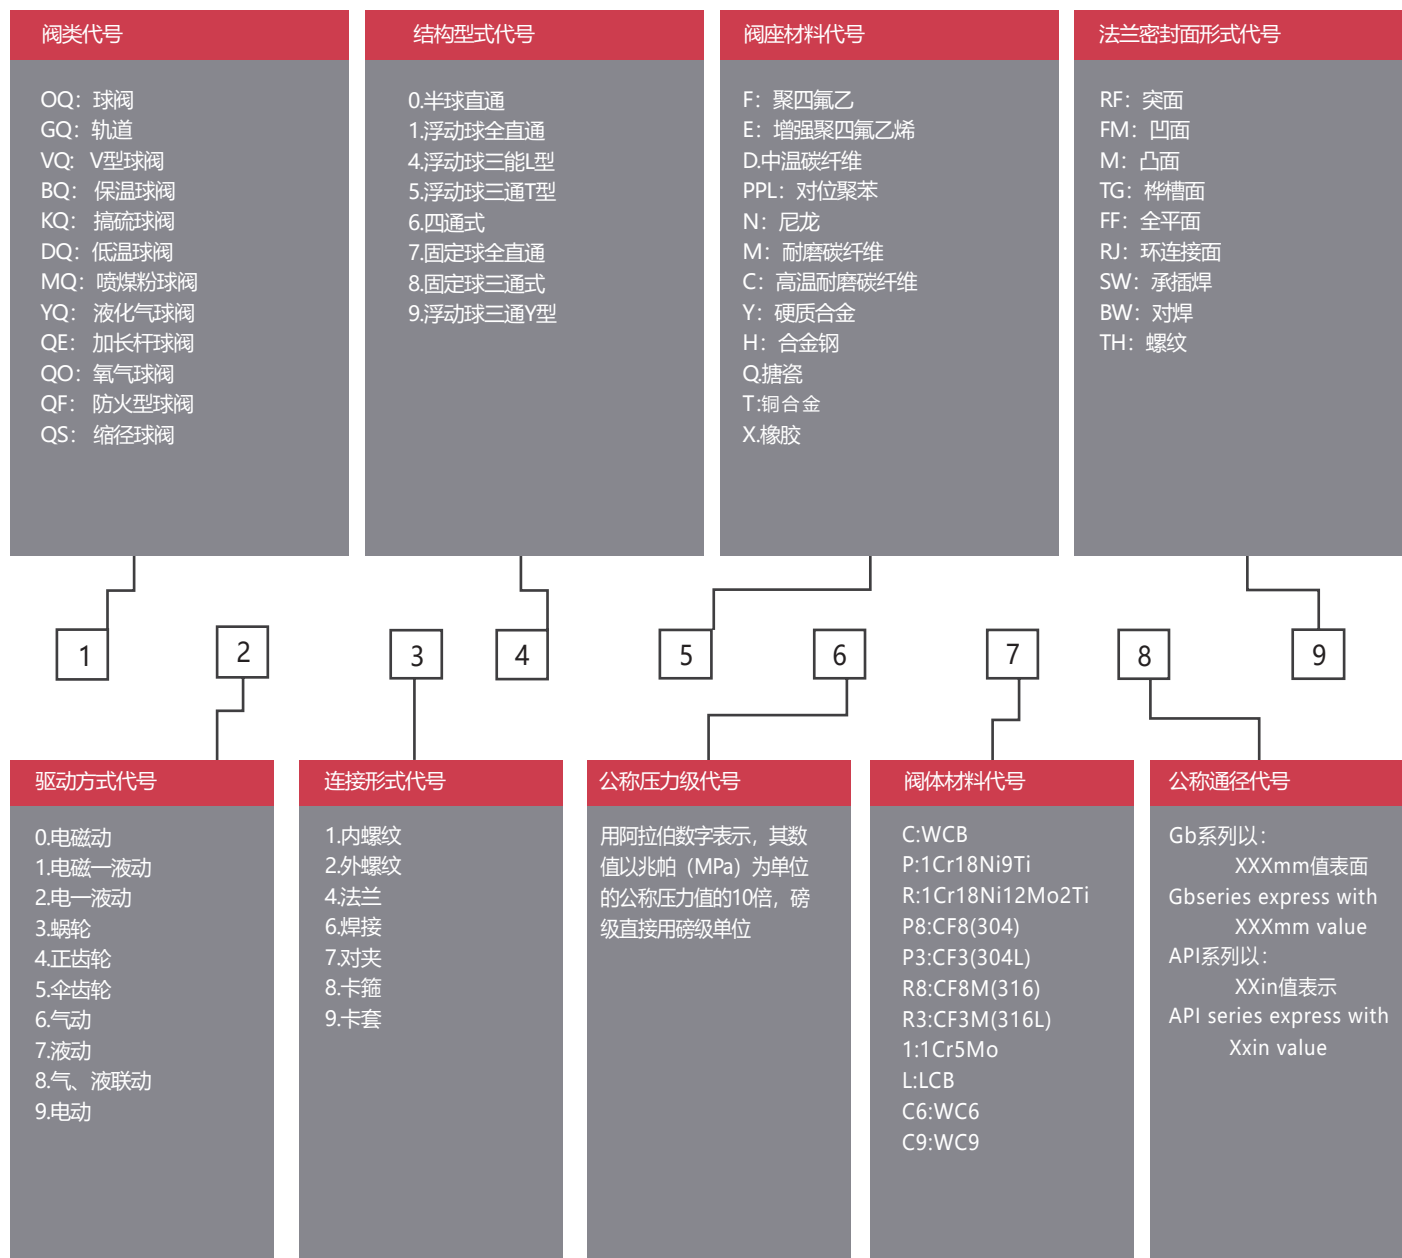 阀类代号
OQ：球阀
GQ：轨道
VQ：V型球阀
BQ：保温球阀
KQ：搞硫球阀
DQ：低温球阀
MQ：喷煤粉球阀
YQ：液化气球阀
QE：加长杆球阀
QO：氧气球阀
QF：防火型球阀
QS：缩径球阀
结构型式代号
0.半球直通
1.浮动球全直通
4.浮动球三能L型
5.浮动球三通T型
6.四通式
7.固定球全直通
8.固定球三通式
9.浮动球三通Y型
阀座材料代号
F：聚四氟乙
E：增强聚四氟乙烯
D.中温碳纤维
PPL：对位聚苯
N：尼龙
M：耐磨碳纤维
C：高温耐磨碳纤维
Y：硬质合金
H：合金钢
Q.搪瓷
T:铜合金
X.橡胶
法兰密封面形式代号
RF：突面
FM：凹面
M：凸面
TG：桦槽面
FF：全平面
RJ：环连接面
SW：承插焊
BW：对焊
TH：螺纹
1
2
3
4
5
6
7
8
9
驱动方式代号
0.电磁动
1.电磁一液动
2.电一液动
3.蜗轮
4.正齿轮
5.伞齿轮
6.气动
7.液动
8.气、液联动
9.电动
连接形式代号
1.内螺纹
2.外螺纹
4.法兰
6.焊接
7.对夹
8.卡箍
9.卡套
公称压力级代号
用阿拉伯数字表示，其数
值以兆帕（MPa）为单位
的公称压力值的10倍，磅
级直接用磅级单位
阀体材料代号
C:WCB
P:1Cr18Ni9Ti
R:1Cr18Ni12Mo2Ti
P8:CF8(304)
P3:CF3(304L)
R8:CF8M(316)
R3:CF3M(316L)
1:1Cr5Mo
L:LCB
C6:WC6
C9:WC9
公称通径代号
Gb系列以：
XXXmm值表面
Gbseries express with
XXXmm value
API系列以：
XXin值表示
API series express with
Xxin value